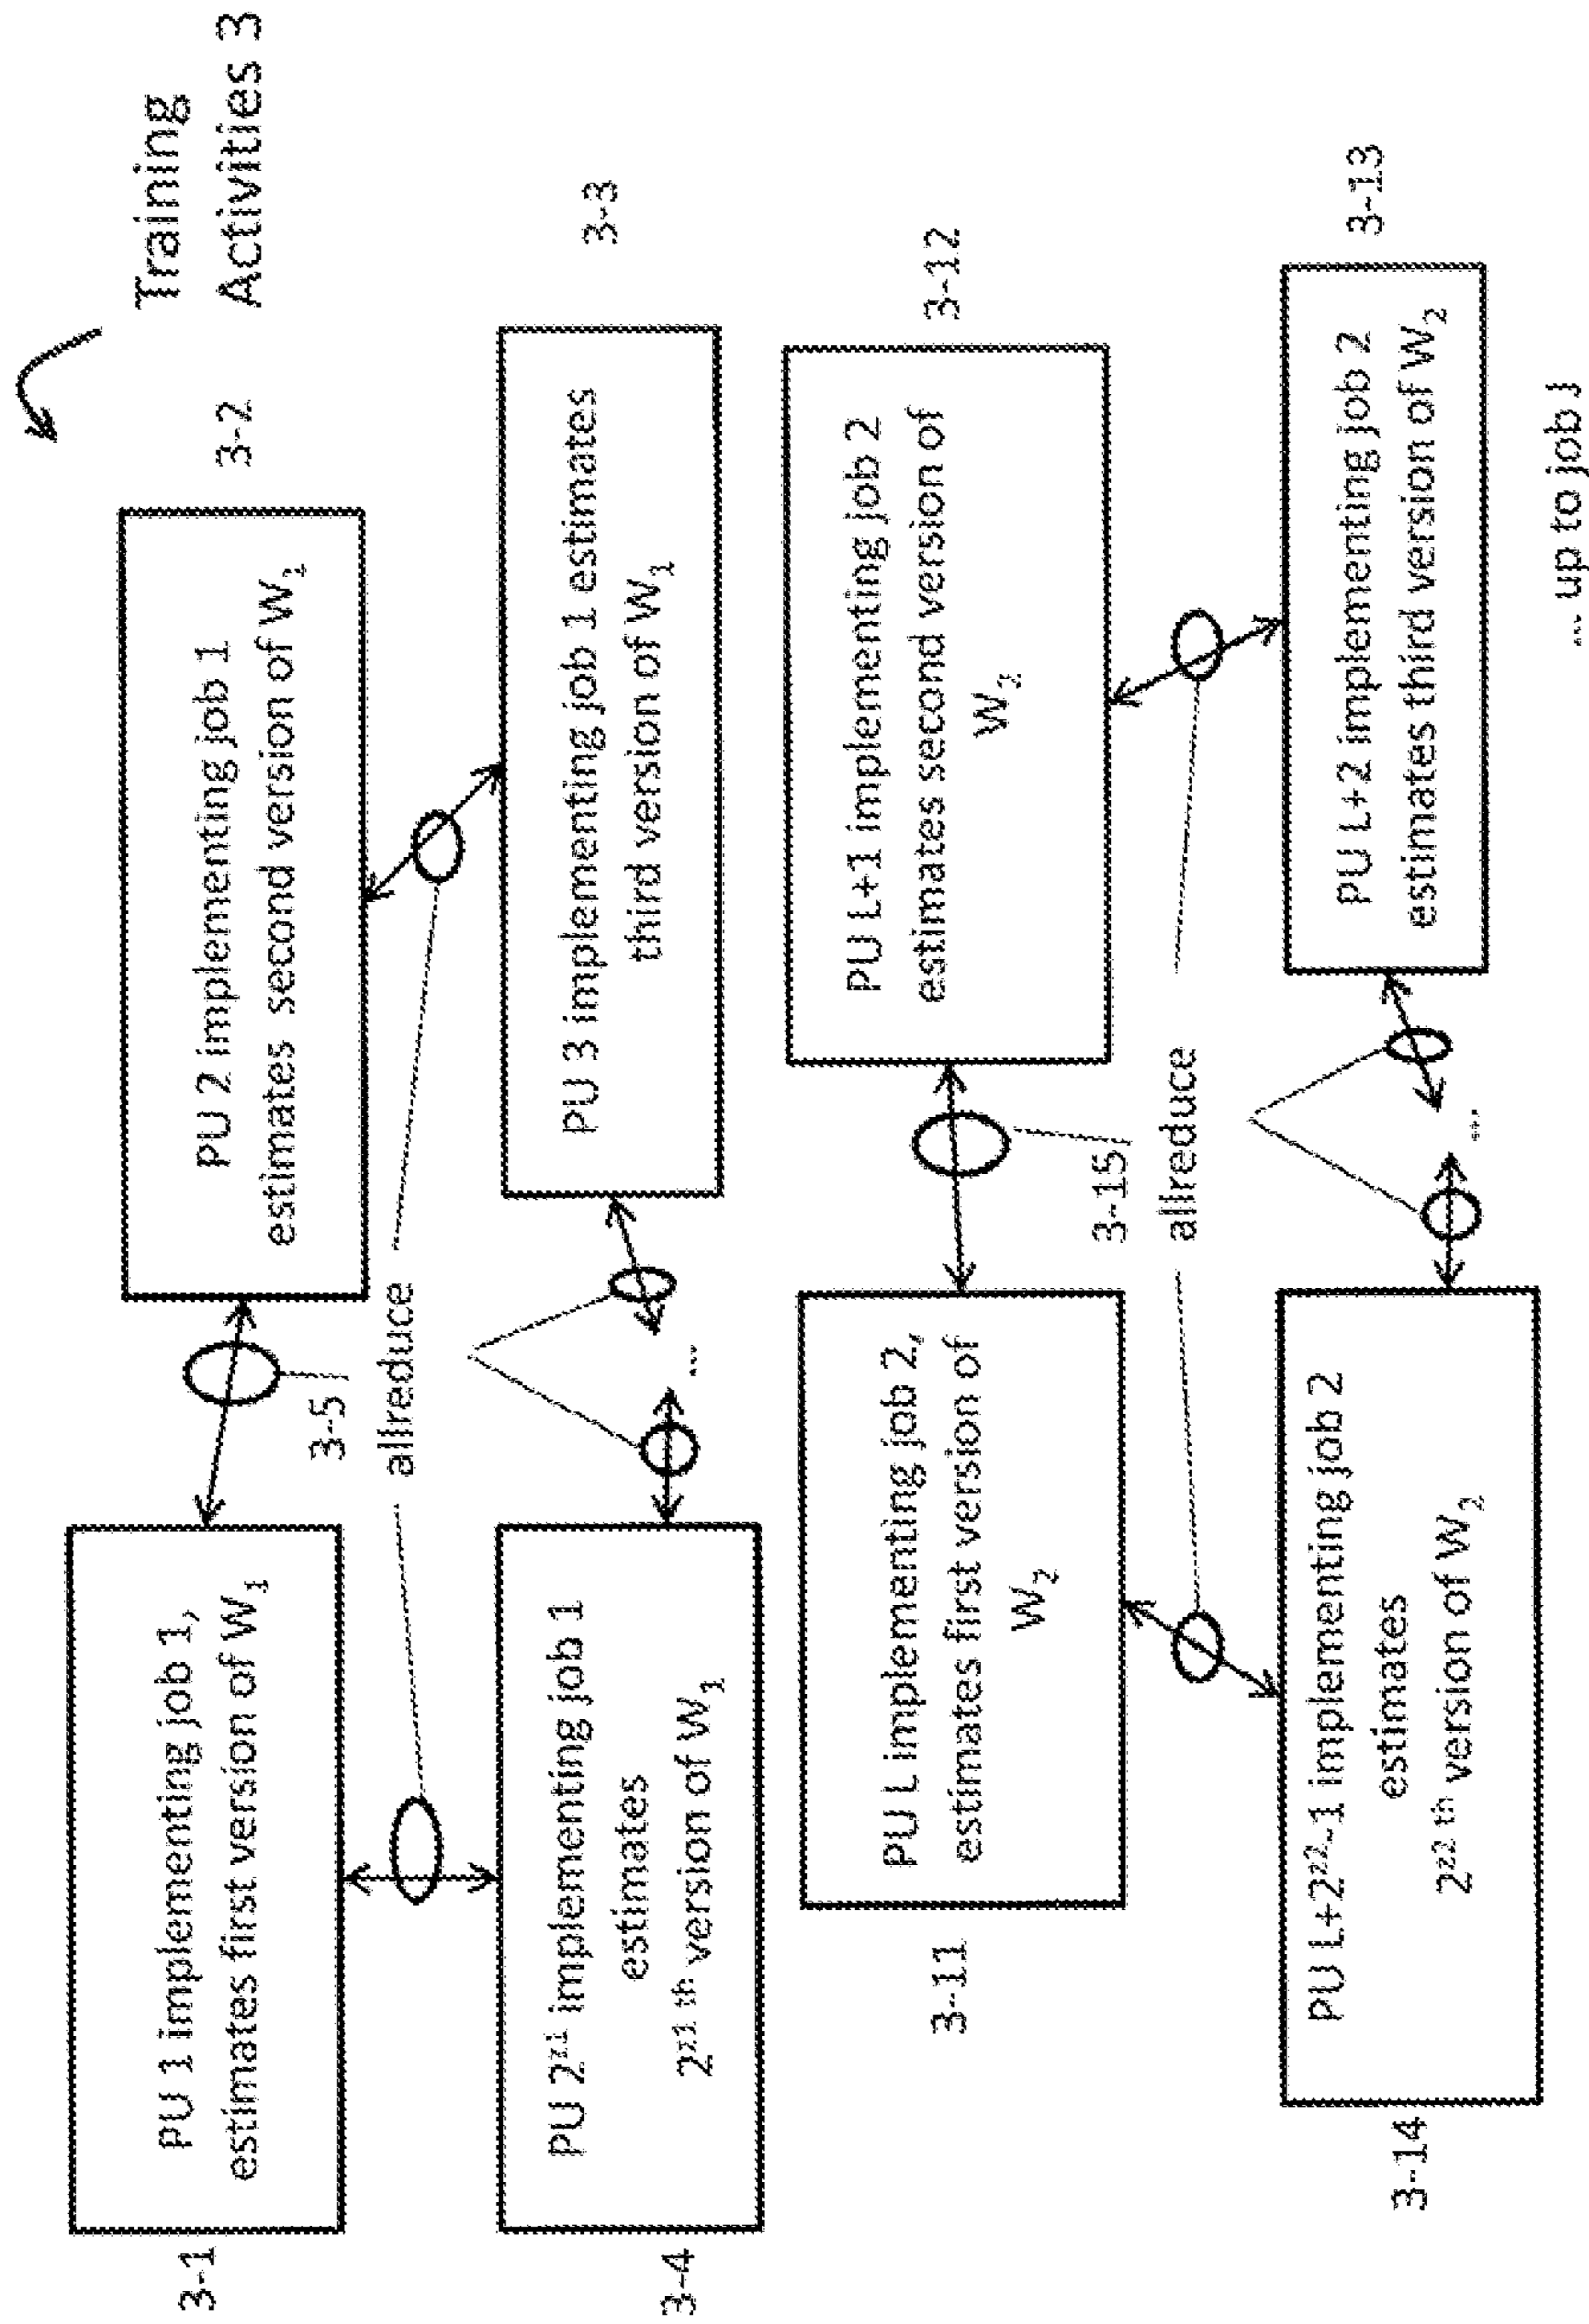 Training
Activities 3
3-1
PU 1 implementing job 1,
estimates first version of W₁
3-2
PU 2 implementing job 1
estimates second version of W₁
3-5
allreduce
3-4
PU 2ᶻ¹ implementing job 1
estimates
2ᶻ¹ ᵗʰ version of W₁
...
3-3
PU 3 implementing job 1 estimates
third version of W₁
3-11
PU L implementing job 2,
estimates first version of
W₂
3-12
PU L+1 implementing job 2
estimates second version of
W₂
3-15
allreduce
3-14
PU L+2ᶻ²-1 implementing job 2
estimates
2ᶻ² ᵗʰ version of W₂
...
3-13
PU L+2 implementing job 2
estimates third version of W₂
... up to job J